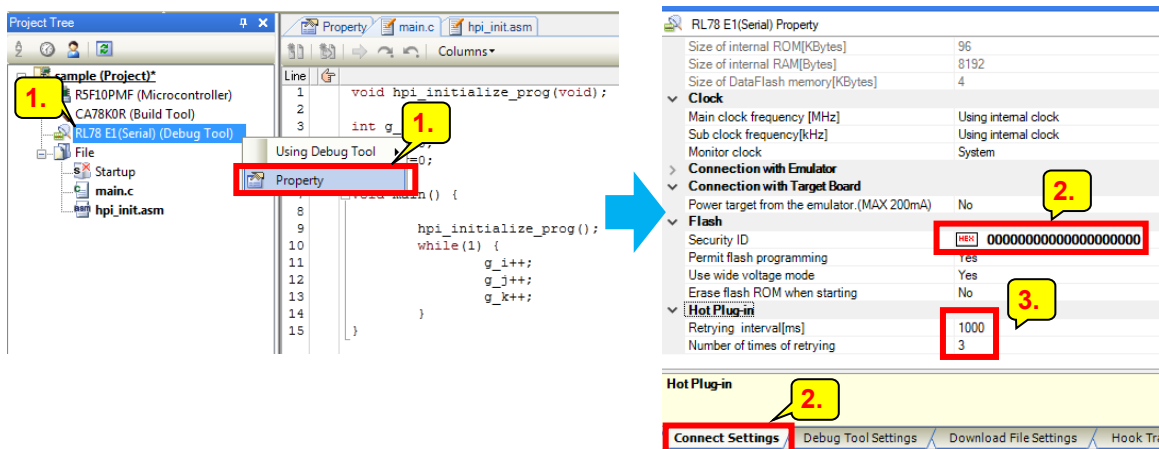 Project Tree
sample (Project)*
R5F10PMF (Microcontroller)
CA78K0R (Build Tool)
RL78 E1(Serial) (Debug Tool)
File
Startup
main.c
hpi_init.asm
1.
Using Debug Tool
Property
1.
Property
main.c
hpi_init.asm
Columns
Line
1 void hpi_initialize_prog(void);
2
3 int g_
=0;
7 void main() {
8
9 hpi_initialize_prog();
10 while(1) {
11 g_i++;
12 g_j++;
13 g_k++;
14 }
15 }
RL78 E1(Serial) Property
Size of internal ROM[KBytes] 96
Size of internal RAM[Bytes] 8192
Size of DataFlash memory[KBytes] 4
Clock
Main clock frequency [MHz] Using internal clock
Sub clock frequency[kHz] Using internal clock
Monitor clock System
Connection with Emulator
Connection with Target Board
Power target from the emulator.(MAX 200mA) No
2.
Flash
Security ID HEX 00000000000000000000
Permit flash programming Yes
Use wide voltage mode Yes
Erase flash ROM when starting No
3.
Hot Plug-in
Retrying interval[ms] 1000
Number of times of retrying 3
Hot Plug-in
2.
Connect Settings
Debug Tool Settings
Download File Settings
Hook Tra